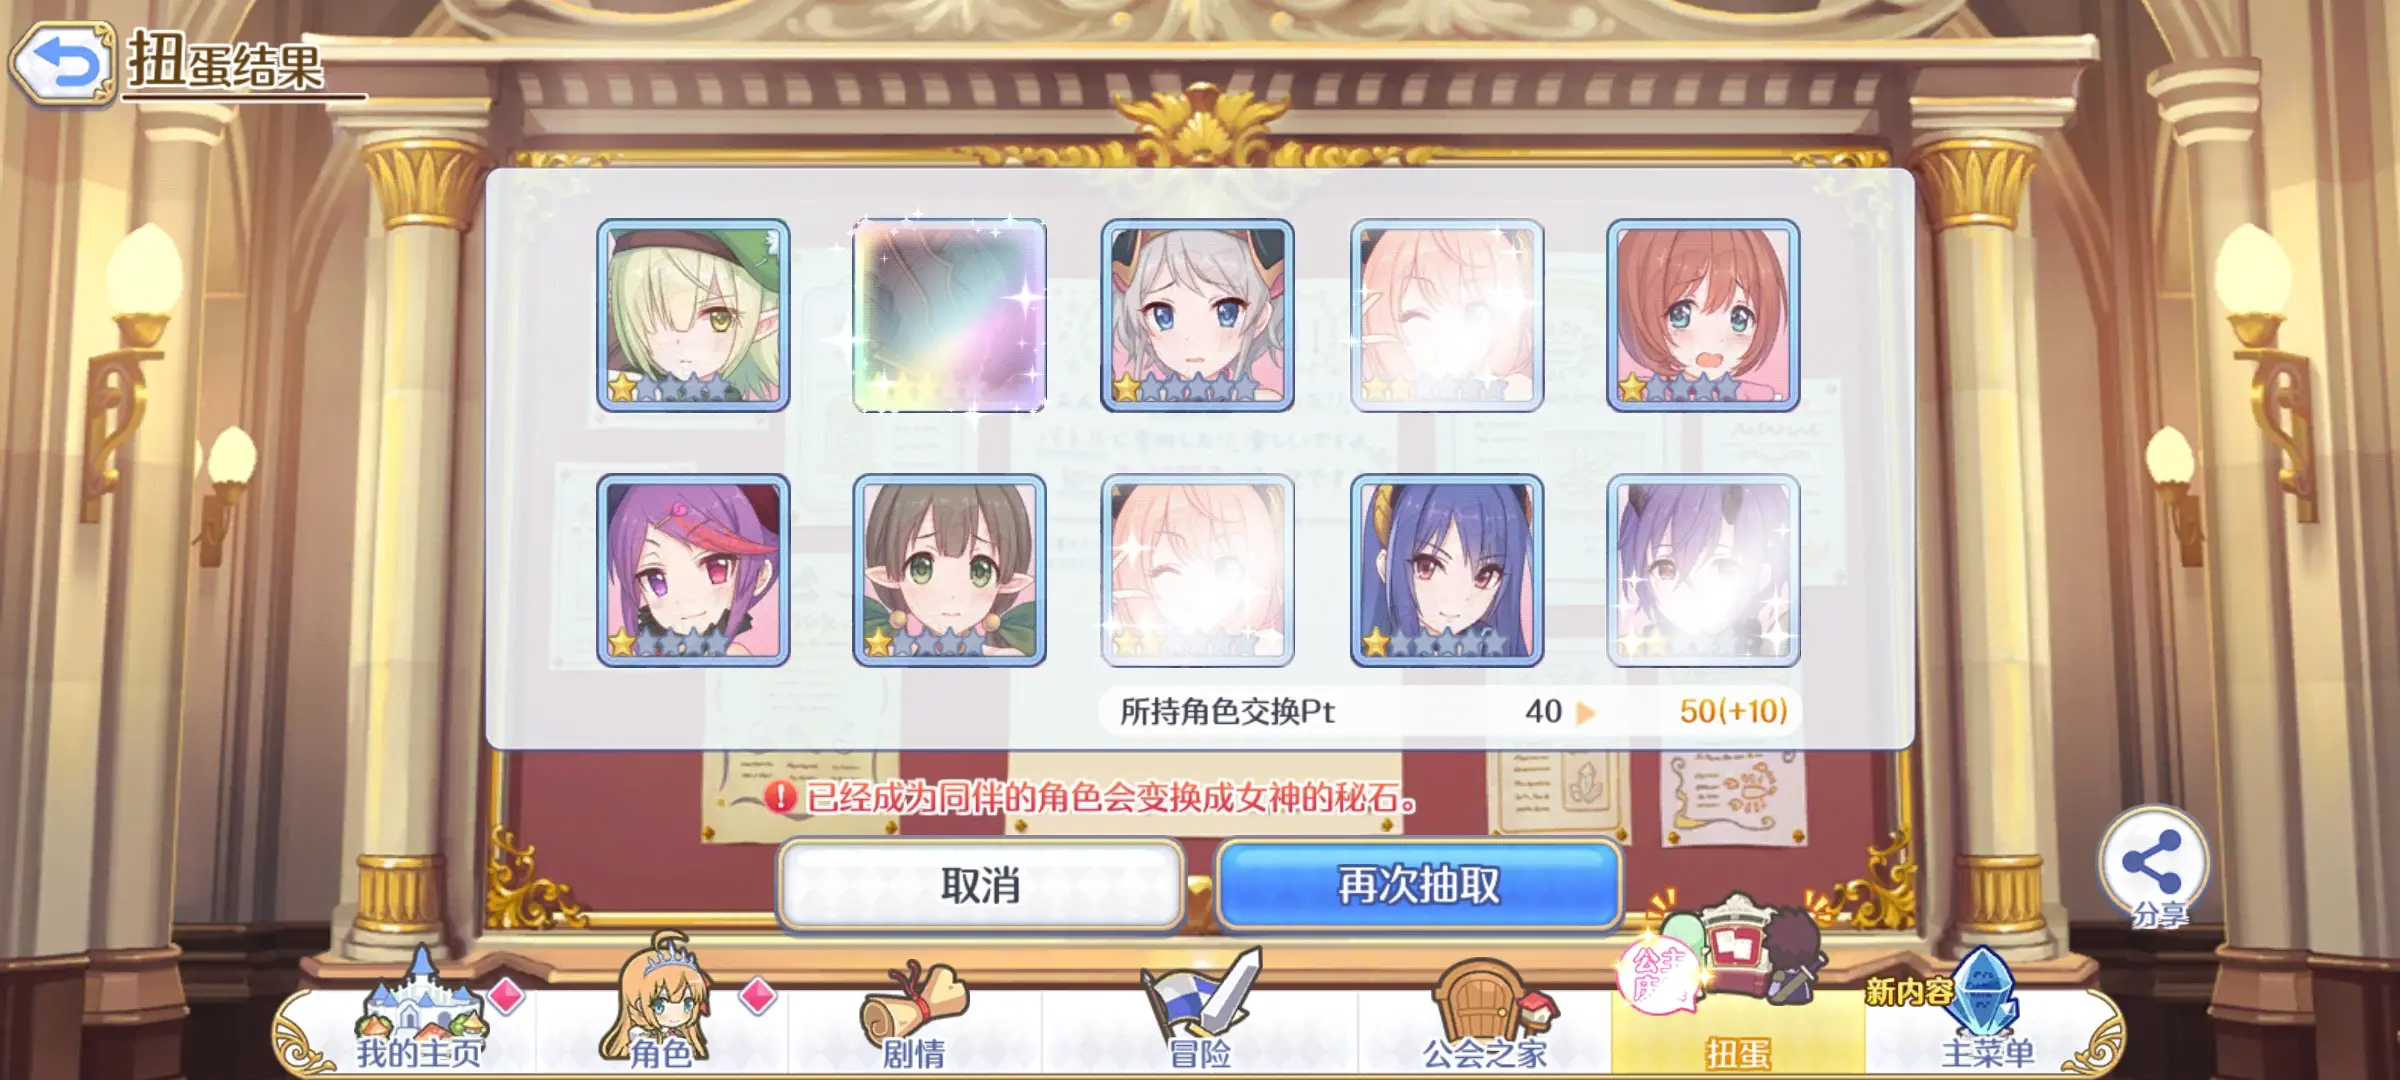 扭蛋结果
所持角色交换Pt 40 50(+10)
已经成为同伴的角色会变换成女神的秘石。
取消
再次抽取
分享
新内容
我的主页
角色
剧情
冒险
公会之家
扭蛋
主菜单